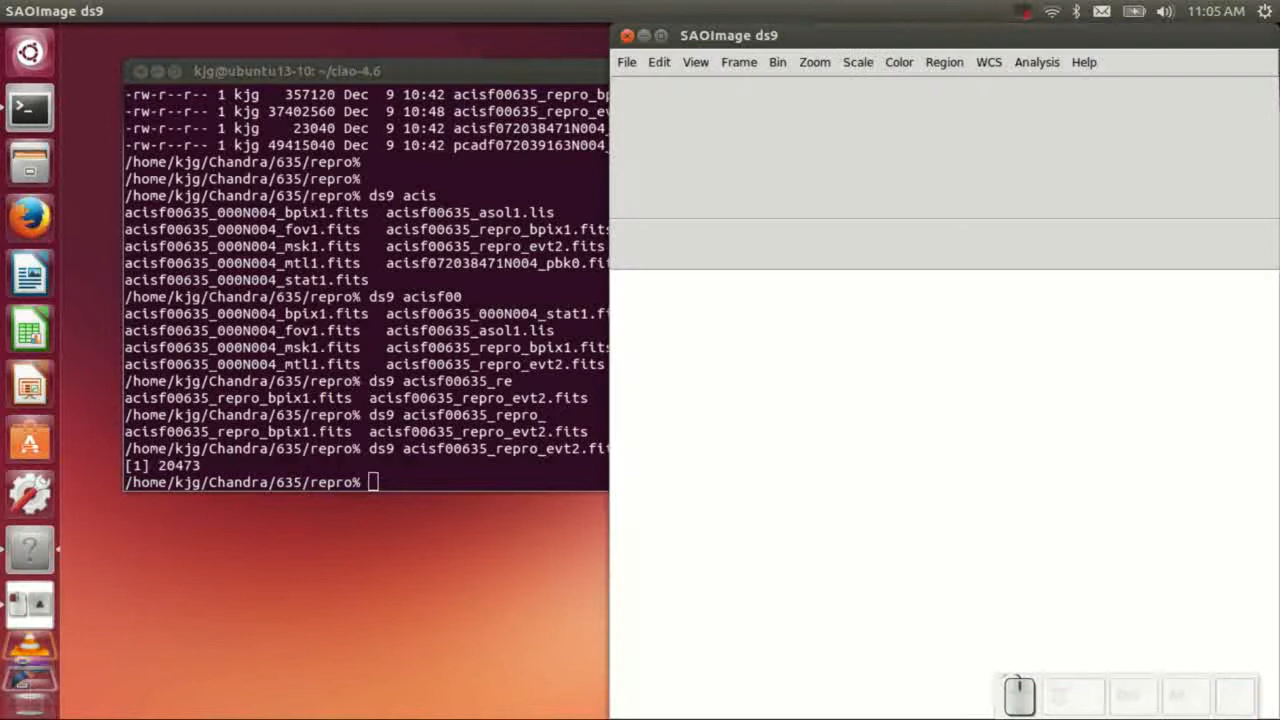 SAOImage ds9
11:05 AM
kjg@ubuntu13-10: ~/ciao-4.6
-rw-r--r-- 1 kjg 357120 Dec 9 10:42 acisf00635_repro_bp
-rw-r--r-- 1 kjg 37402560 Dec 9 10:48 acisf00635_repro_e
-rw-r--r-- 1 kjg 23040 Dec 9 10:42 acisf072038471N004_
-rw-r--r-- 1 kjg 49415040 Dec 9 10:42 pcadf072039163N004_
/home/kjg/Chandra/635/repro%
/home/kjg/Chandra/635/repro%
/home/kjg/Chandra/635/repro% ds9 acis
acisf00635_000N004_bpix1.fits acisf00635_asol1.lis
acisf00635_000N004_fov1.fits acisf00635_repro_bpix1.fits
acisf00635_000N004_msk1.fits acisf00635_repro_evt2.fits
acisf00635_000N004_mtl1.fits acisf072038471N004_pbk0.fi
acisf00635_000N004_stat1.fits
/home/kjg/Chandra/635/repro% ds9 acisf00
acisf00635_000N004_bpix1.fits acisf00635_000N004_stat1.f
acisf00635_000N004_fov1.fits acisf00635_asol1.lis
acisf00635_000N004_msk1.fits acisf00635_repro_bpix1.fits
acisf00635_000N004_mtl1.fits acisf00635_repro_evt2.fits
/home/kjg/Chandra/635/repro% ds9 acisf00635_re
acisf00635_repro_bpix1.fits acisf00635_repro_evt2.fits
/home/kjg/Chandra/635/repro% ds9 acisf00635_repro_
acisf00635_repro_bpix1.fits acisf00635_repro_evt2.fits
/home/kjg/Chandra/635/repro% ds9 acisf00635_repro_evt2.fit
[1] 20473
/home/kjg/Chandra/635/repro%
SAOImage ds9
File Edit View Frame Bin Zoom Scale Color Region WCS Analysis Help